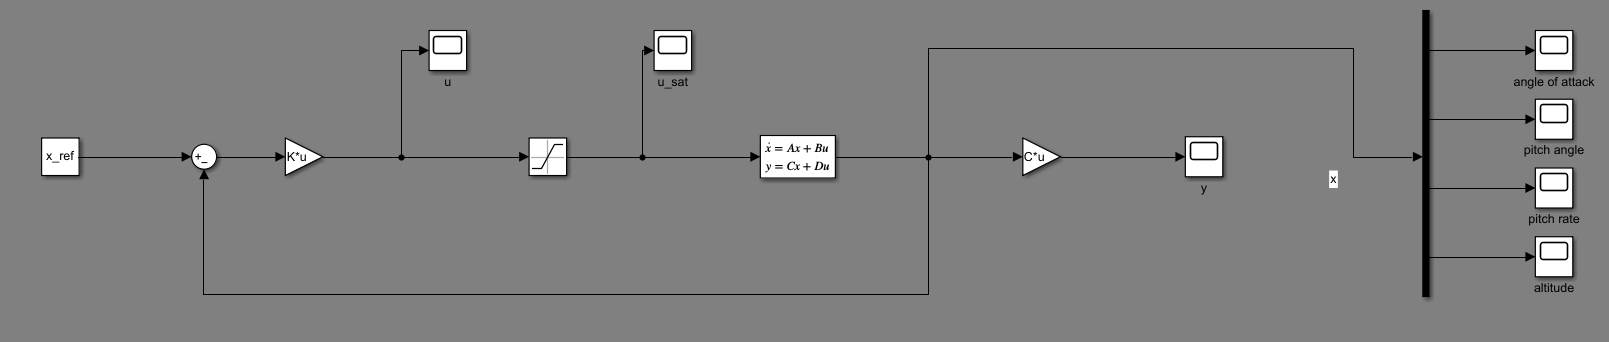 u
u_sat
angle of attack
x_ref
+_
K*u
ẋ = Ax + Bu
y = Cx + Du
C*u
y
x
pitch angle
pitch rate
altitude